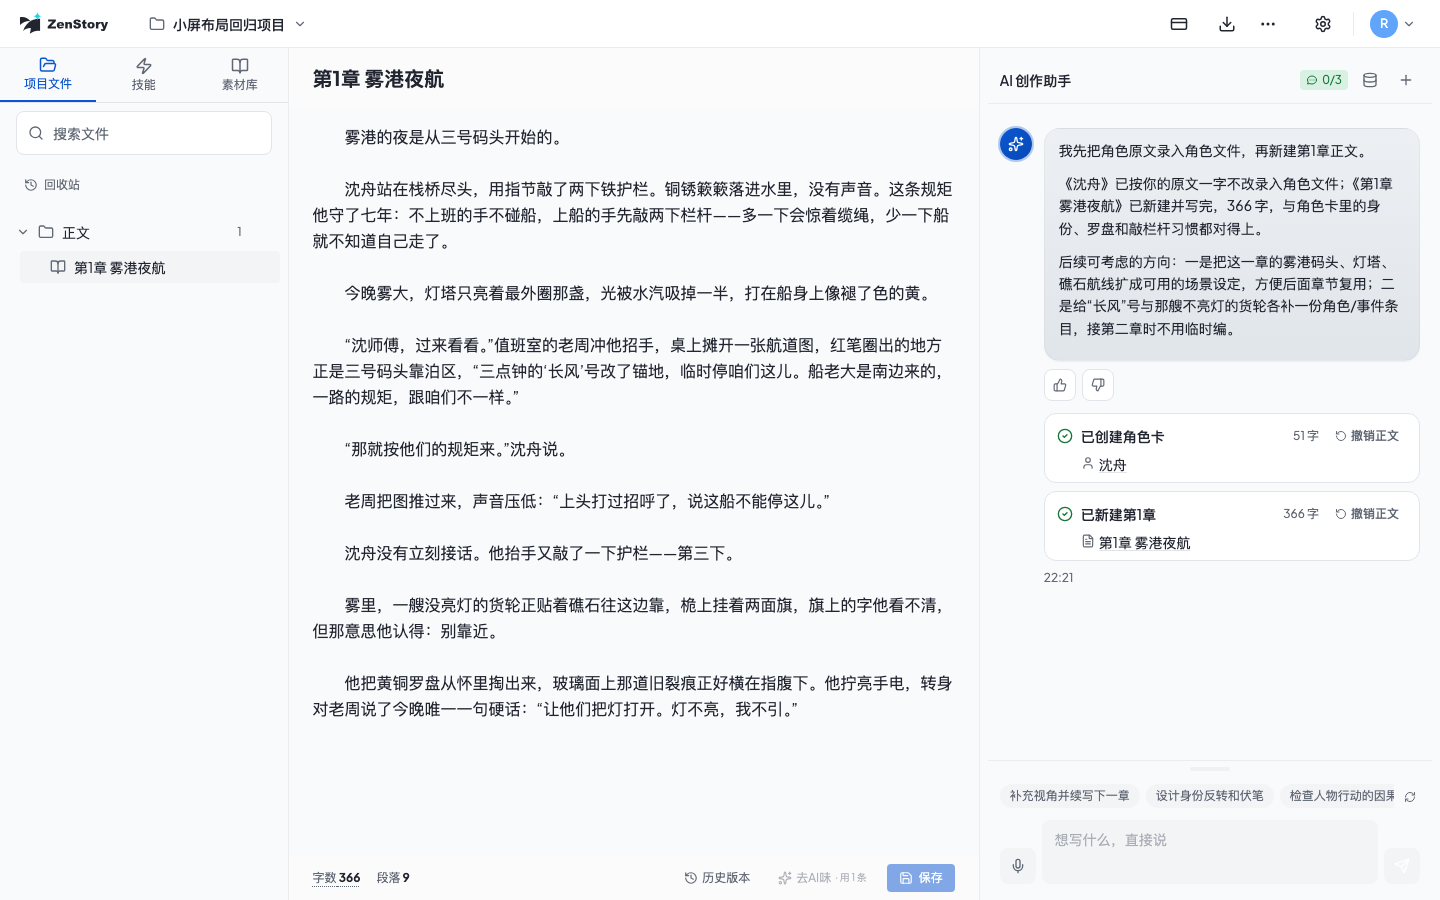 ZenStory
小屏布局回归项目
R
项目文件
技能
素材库
搜索文件
回收站
正文
1
第1章 雾港夜航
第1章 雾港夜航
雾港的夜是从三号码头开始的。
沈舟站在栈桥尽头，用指节敲了两下铁护栏。铜锈簌簌落进水里，没有声音。这条规矩
他守了七年：不上班的手不碰船，上船的手先敲两下栏杆——多一下会惊着缆绳，少一下船
就不知道自己走了。
今晚雾大，灯塔只亮着最外圈那盏，光被水汽吸掉一半，打在船身上像褪了色的黄。
“沈师傅，过来看看。”值班室的老周冲他招手，桌上摊开一张航道图，红笔圈出的地方
正是三号码头靠泊区，“三点钟的‘长风’号改了锚地，临时停咱们这儿。船老大是南边来的，
一路的规矩，跟咱们不一样。”
“那就按他们的规矩来。”沈舟说。
老周把图推过来，声音压低：“上头打过招呼了，说这船不能停这儿。”
沈舟没有立刻接话。他抬手又敲了一下护栏——第三下。
雾里，一艘没亮灯的货轮正贴着礁石往这边靠，桅上挂着两面旗，旗上的字他看不清，
但那意思他认得：别靠近。
他把黄铜罗盘从怀里掏出来，玻璃面上那道旧裂痕正好横在指腹下。他拧亮手电，转身
对老周说了今晚唯一一句硬话：“让他们把灯打开。灯不亮，我不引。”
字数 366
段落 9
历史版本
去AI味 · 用1条
保存
AI 创作助手
0/3
我先把角色原文录入角色文件，再新建第1章正文。
《沈舟》已按你的原文一字不改录入角色文件；《第1章
雾港夜航》已新建并写完，366 字，与角色卡里的身
份、罗盘和敲栏杆习惯都对得上。
后续可考虑的方向：一是把这一章的雾港码头、灯塔、
礁石航线扩成可用的场景设定，方便后面章节复用；二
是给“长风”号与那艘不亮灯的货轮各补一份角色/事件条
目，接第二章时不用临时编。
已创建角色卡
51 字
撤销正文
沈舟
已新建第1章
366 字
撤销正文
第1章 雾港夜航
22:21
补充视角并续写下一章
设计身份反转和伏笔
检查人物行动的因果
想写什么，直接说